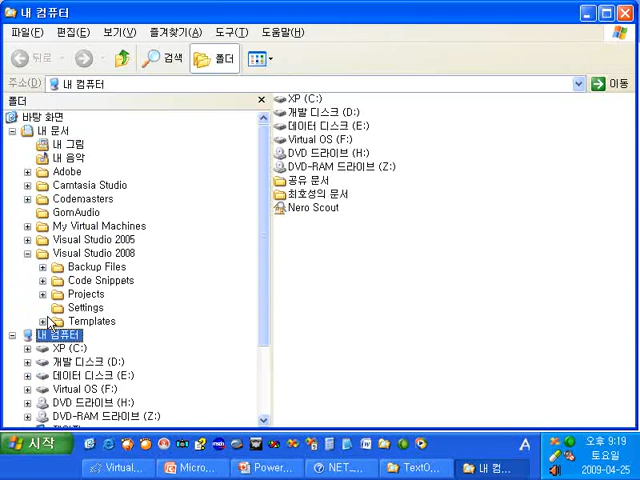 내 컴퓨터
파일(F) 편집(E) 보기(V) 즐겨찾기(A) 도구(T) 도움말(H)
뒤로 검색 폴더
주소(D) 내 컴퓨터 이동
폴더
바탕 화면
내 문서
내 그림
내 음악
Adobe
Camtasia Studio
Codemasters
GomAudio
My Virtual Machines
Visual Studio 2005
Visual Studio 2008
Backup Files
Code Snippets
Projects
Settings
Templates
내 컴퓨터
XP (C:)
개발 디스크 (D:)
데이터 디스크 (E:)
Virtual OS (F:)
DVD 드라이브 (H:)
DVD-RAM 드라이브 (Z:)
XP (C:)
개발 디스크 (D:)
데이터 디스크 (E:)
Virtual OS (F:)
DVD 드라이브 (H:)
DVD-RAM 드라이브 (Z:)
공유 문서
최호성의 문서
Nero Scout
시작
A
Virtual...
Micro...
Power...
NET_...
TextO...
내 컴...
오후 9:19
토요일
2009-04-25